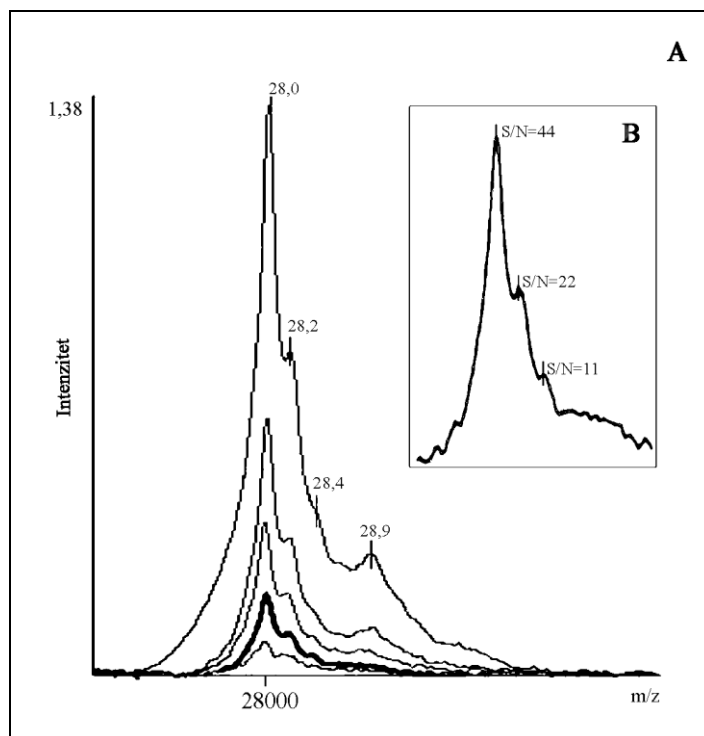 A
1,38
28,0
28,2
28,4
28,9
Intenzitet
28000
m/z
B
S/N=44
S/N=22
S/N=11